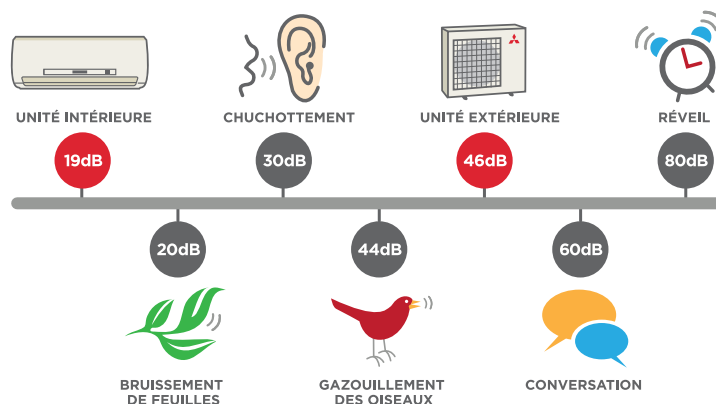 UNITÉ INTÉRIEURE
CHUCHOTTEMENT
UNITÉ EXTÉRIEURE
RÉVEIL
19dB
30dB
46dB
80dB
20dB
44dB
60dB
BRUISSEMENT
DE FEUILLES
GAZOUILLEMENT
DES OISEAUX
CONVERSATION